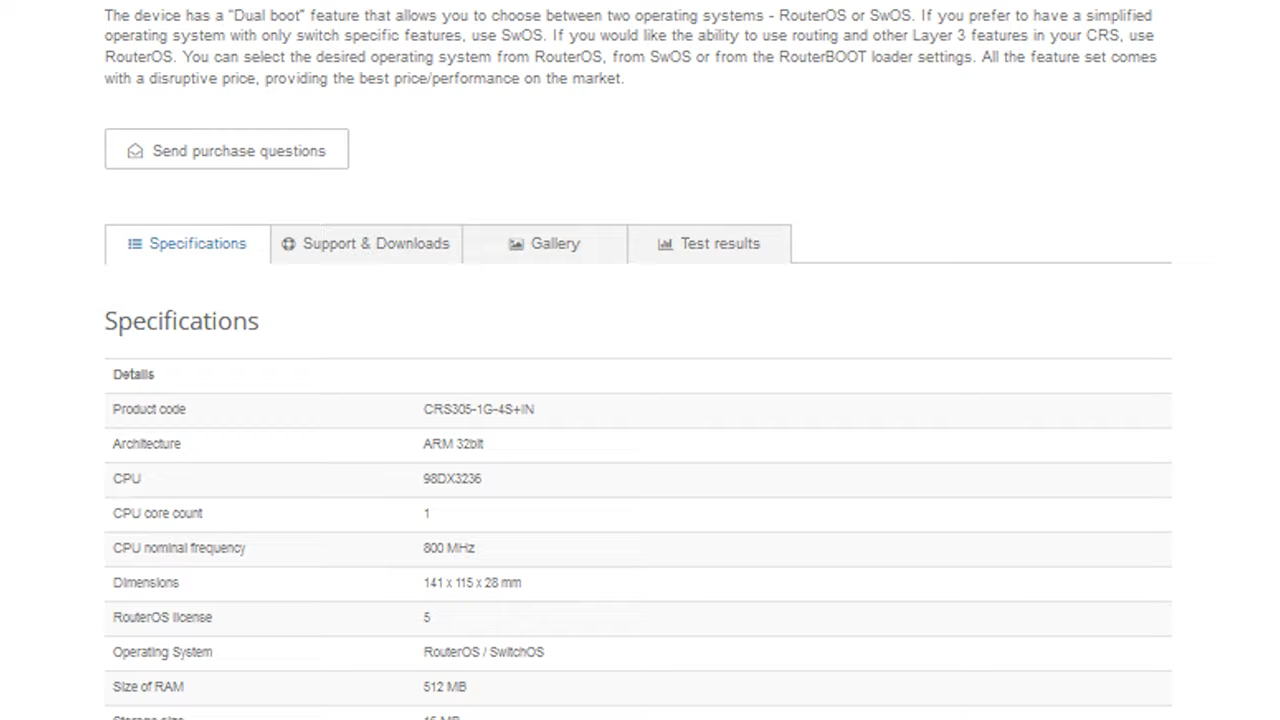 The device has a "Dual boot" feature that allows you to choose between two operating systems - RouterOS or SwOS. If you prefer to have a simplified
operating system with only switch specific features, use SwOS. If you would like the ability to use routing and other Layer 3 features in your CRS, use
RouterOS. You can select the desired operating system from RouterOS, from SwOS or from the RouterBOOT loader settings. All the feature set comes
with a disruptive price, providing the best price/performance on the market.
Send purchase questions
Specifications Support & Downloads Gallery Test results
Specifications
Details
Product code CRS305-1G-4S+IN
Architecture ARM 32bit
CPU 98DX3236
CPU core count 1
CPU nominal frequency 800 MHz
Dimensions 141 x 115 x 28 mm
RouterOS license 5
Operating System RouterOS / SwitchOS
Size of RAM 512 MB
Storage size 16 MB